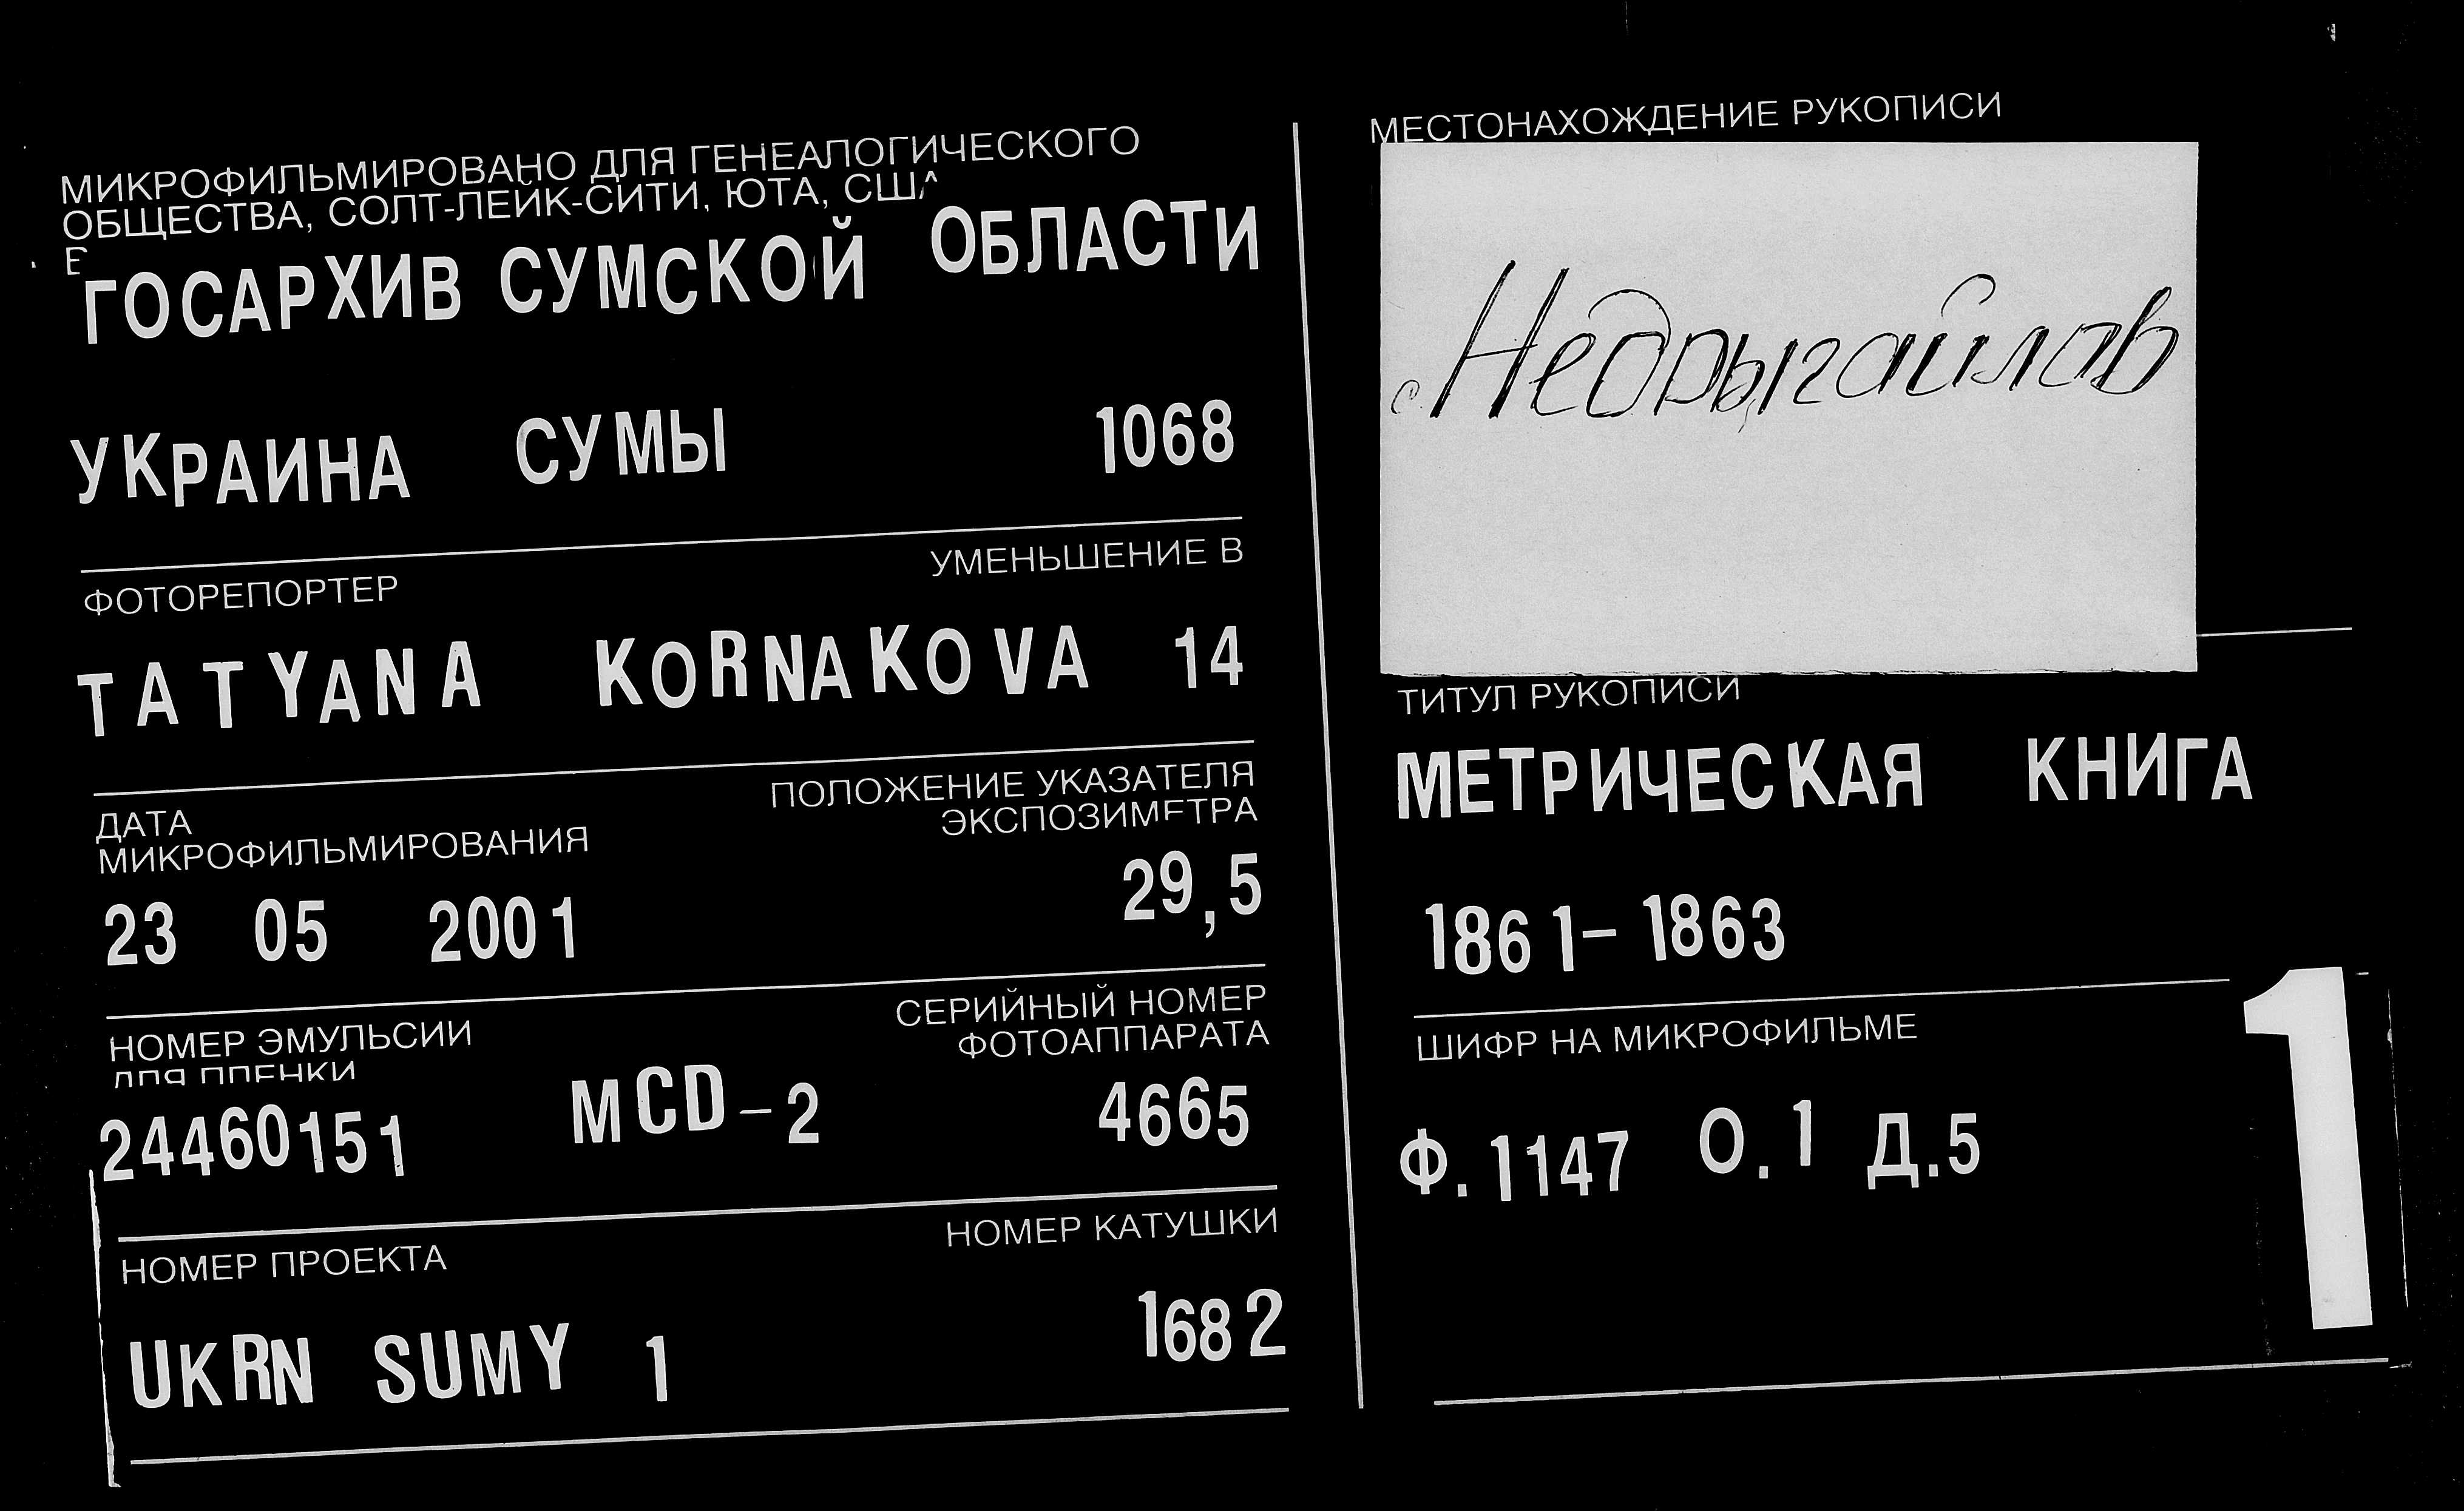 МИКРОФИЛЬМИРОВАНО ДЛЯ ГЕНЕАЛОГИЧЕСКОГО
ОБЩЕСТВА, СОЛТ-ЛЕЙК-СИТИ, ЮТА, США
В
ГОСАРХИВ СУМСКОЙ ОБЛАСТИ
УКРАИНА СУМЫ 1068
ФОТОРЕПОРТЕР УМЕНЬШЕНИЕ В
TATYANA KORNAKOVA 14
ДАТА
МИКРОФИЛЬМИРОВАНИЯ
ПОЛОЖЕНИЕ УКАЗАТЕЛЯ
ЭКСПОЗИМЕТРА
23 05 2001 29,5
НОМЕР ЭМУЛЬСИИ
ДЛЯ ПЛЕНКИ
СЕРИЙНЫЙ НОМЕР
ФОТОАППАРАТА
24460151 MCD-2 4665
НОМЕР ПРОЕКТА НОМЕР КАТУШКИ
UKRN SUMY 1 1682
МЕСТОНАХОЖДЕНИЕ РУКОПИСИ
с. Недрыгайлов
ТИТУЛ РУКОПИСИ
МЕТРИЧЕСКАЯ КНИГА
1861-1863
ШИФР НА МИКРОФИЛЬМЕ
Ф.1147 О.1 Д.5
1